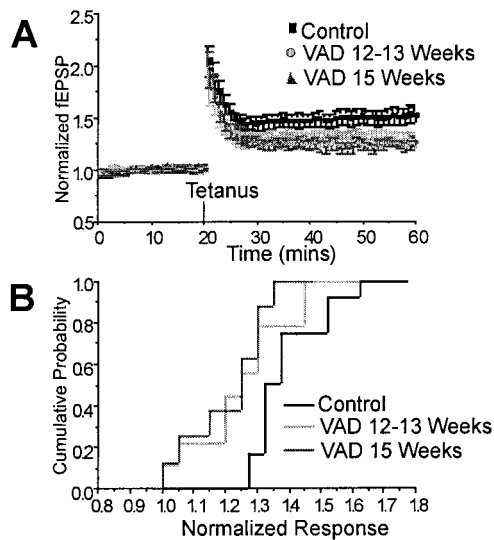 A
Normalized fEPSP
2.5
2.0
1.5
1.0
0.5
Control
VAD 12-13 Weeks
VAD 15 Weeks
Tetanus
0 10 20 30 40 50 60
Time (mins)
B
Cumulative Probability
1.0
0.8
0.6
0.4
0.2
0.0
Control
VAD 12-13 Weeks
VAD 15 Weeks
0.8 0.9 1.0 1.1 1.2 1.3 1.4 1.5 1.6 1.7 1.8
Normalized Response